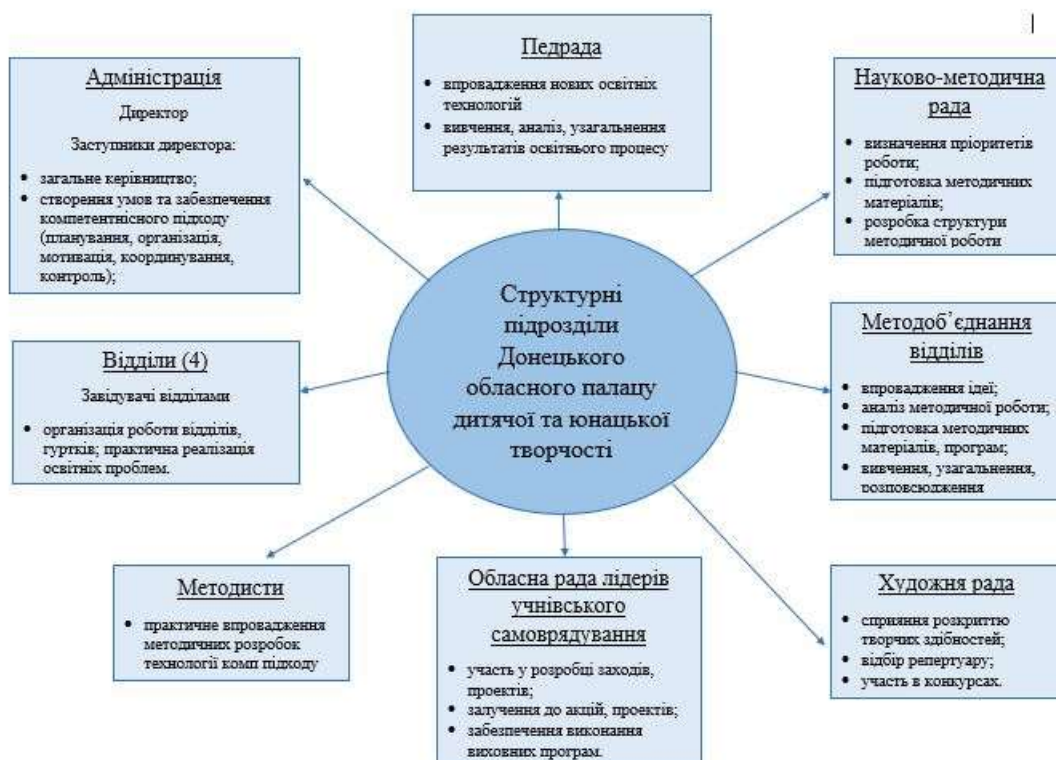 Адміністрація
Директор
Заступники директора:
• загальне керівництво;
• створення умов та забезпечення
компетентнісного підходу
(планування, організація,
мотивація, координування,
контроль);
Педрада
• впровадження нових освітніх
технологій
• вивчення, аналіз, узагальнення
результатів освітнього процесу
Науково-методична
рада
• визначення пріоритетів
роботи;
• підготовка методичних
матеріалів;
• розробка структури
методичної роботи
Структурні
підрозділи
Донецького
обласного палацу
дитячої та юнацької
творчості
Відділи (4)
Завідувачі відділами
• організація роботи відділів,
гуртків; практична реалізація
освітніх проблем.
Методоб’єднання
відділів
• впровадження ідеї;
• аналіз методичної роботи;
• підготовка методичних
матеріалів, програм;
• вивчення, узагальнення,
розповсюдження
Методисти
• практичне впровадження
методичних розробок
технології комп підходу
Обласна рада лідерів
учнівського
самоврядування
• участь у розробці заходів,
проектів;
• залучення до акцій, проектів;
• забезпечення виконання
виховних програм.
Художня рада
• сприяння розкриттю
творчих здібностей;
• відбір репертуару;
• участь в конкурсах.